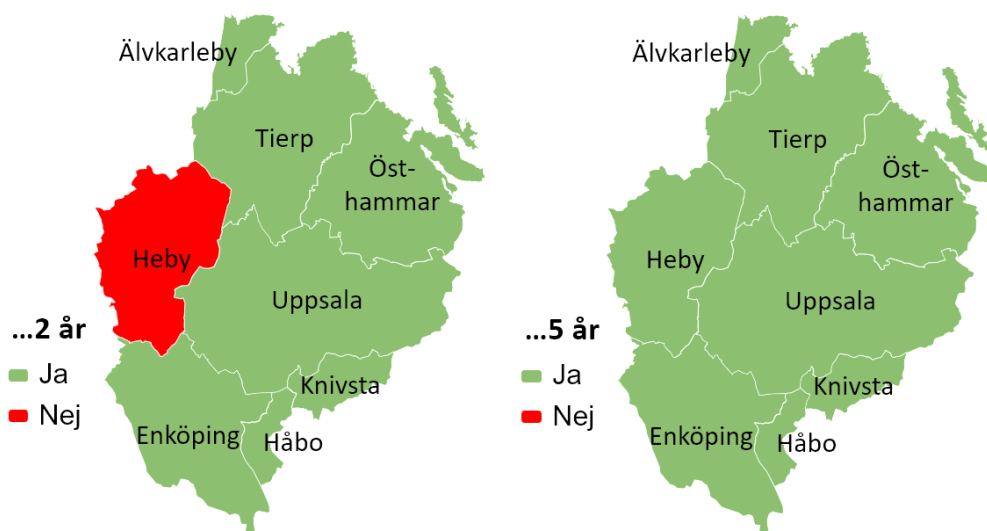 Älvkarleby
Tierp
Öst-
hammar
Heby
Uppsala
...2 år
Ja
Nej
Knivsta
Enköping
Håbo
Älvkarleby
Tierp
Öst-
hammar
Heby
Uppsala
...5 år
Ja
Nej
Knivsta
Enköping
Håbo